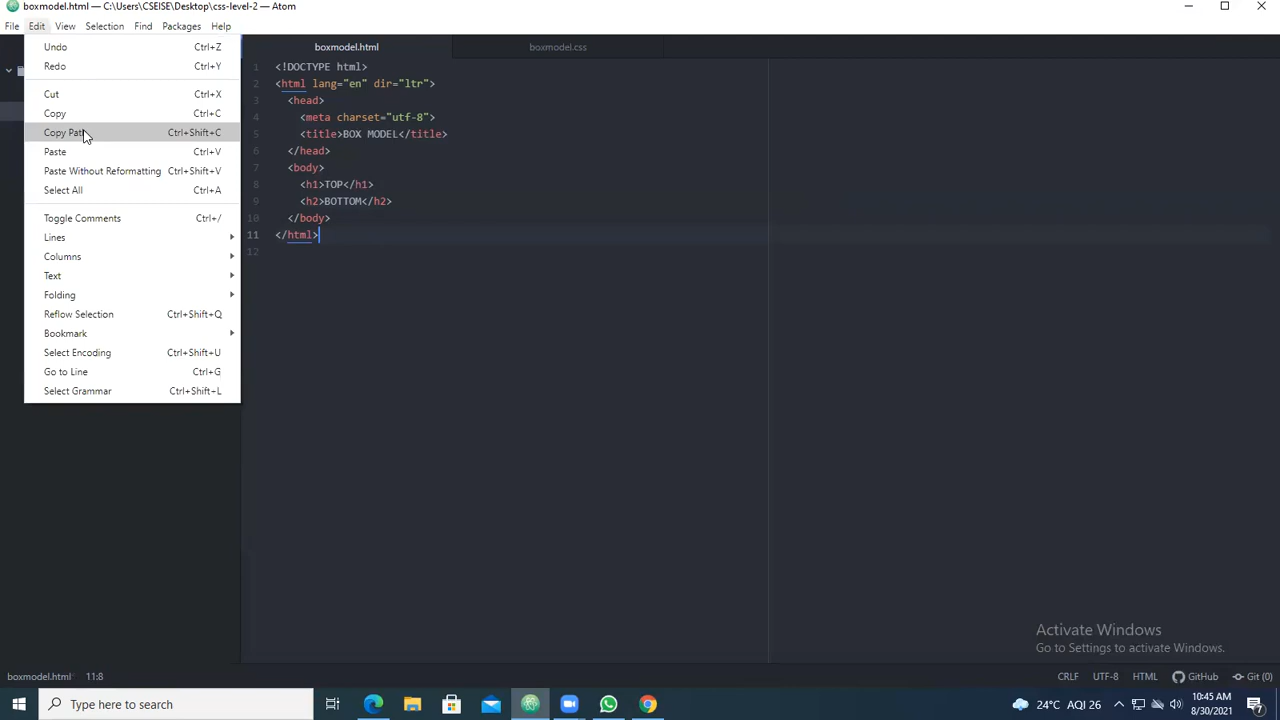 boxmodel.html — C:\Users\CSEISE\Desktop\css-level-2 — Atom
File Edit View Selection Find Packages Help
Undo Ctrl+Z
Redo Ctrl+Y
Cut Ctrl+X
Copy Ctrl+C
Copy Ctrl+Shift+C
Paste Ctrl+V
Paste Without Reformatting Ctrl+Shift+V
Select All Ctrl+A
Toggle Comments Ctrl+/
Lines
Columns
Text
Folding
Reflow Selection Ctrl+Shift+Q
Bookmark
Select Encoding Ctrl+Shift+U
Go to Line Ctrl+G
Select Grammar Ctrl+Shift+L
boxmodel.html boxmodel.css
1 <!DOCTYPE html>
2 <html lang="en" dir="ltr">
3 <head>
4 <meta charset="utf-8">
5 <title>BOX MODEL</title>
6 </head>
7 <body>
8 <h1>TOP</h1>
9 <h2>BOTTOM</h2>
10 </body>
11 </html>
12
Activate Windows
Go to Settings to activate Windows.
boxmodel.html 11:8 CRLF UTF-8 HTML GitHub Git (0)
Type here to search 24°C AQI 26 10:45 AM
8/30/2021